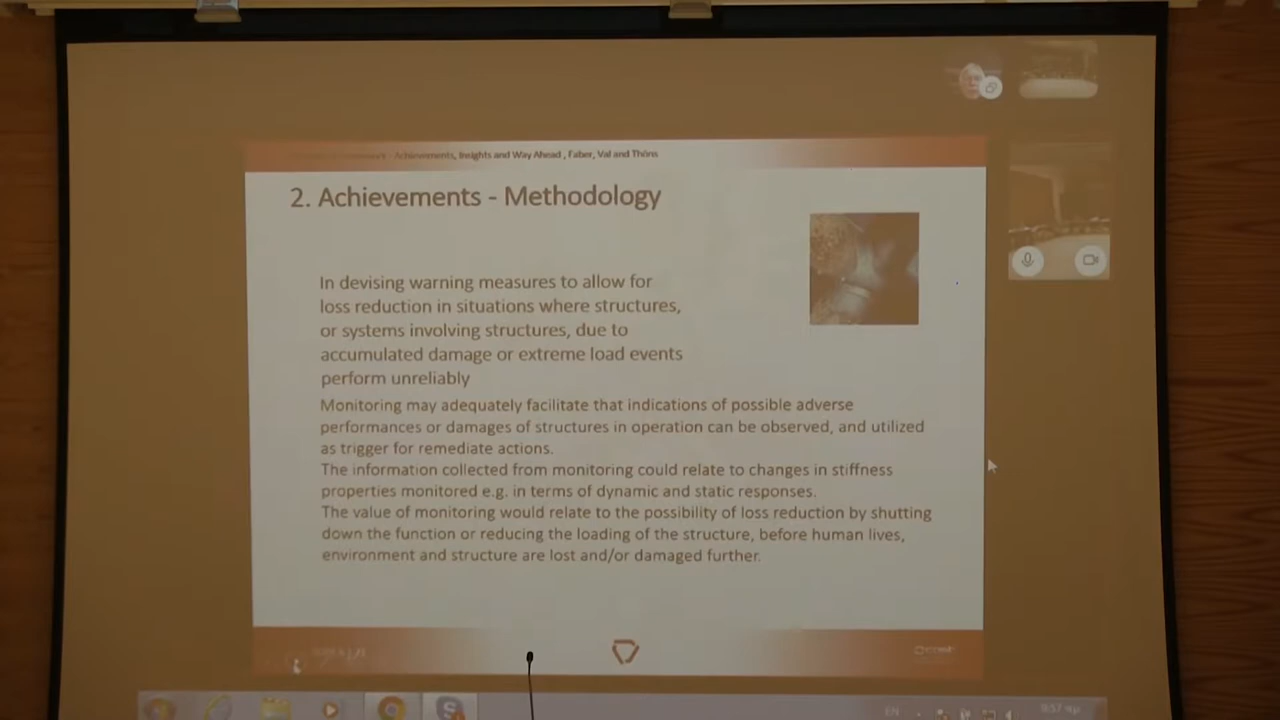 Achievements, Insights and Way Ahead , Faber, Val and Thöns
2. Achievements - Methodology
In devising warning measures to allow for
loss reduction in situations where structures,
or systems involving structures, due to
accumulated damage or extreme load events
perform unreliably
Monitoring may adequately facilitate that indications of possible adverse
performances or damages of structures in operation can be observed, and utilized
as trigger for remediate actions.
The information collected from monitoring could relate to changes in stiffness
properties monitored e.g. in terms of dynamic and static responses.
The value of monitoring would relate to the possibility of loss reduction by shutting
down the function or reducing the loading of the structure, before human lives,
environment and structure are lost and/or damaged further.
EN
9:57 πμ